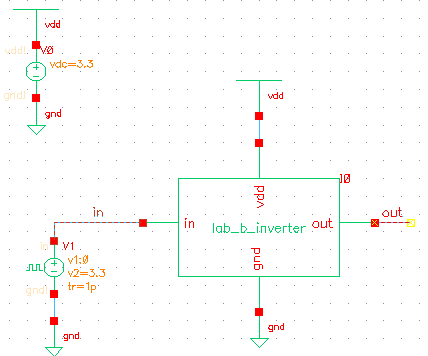 vdd
vdd!
V0
vdc=3.3
gnd!
gnd
vdd
I0
in
vdd
out
in
lab_b_inverter
out
gnd
V1
v1:0
v2=3.3
tr=1p
gnd!
gnd
gnd